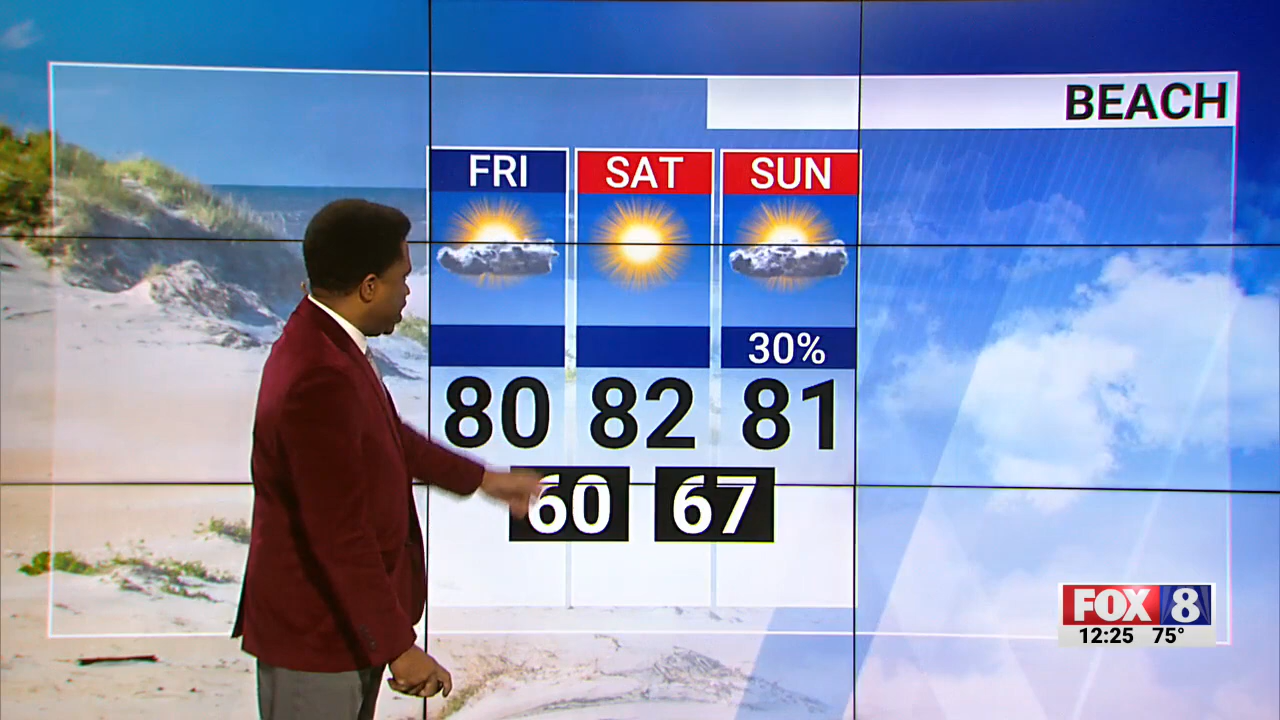 BEACH
FRI SAT SUN
30%
80 82 81
60 67
FOX 8
12:25 75°